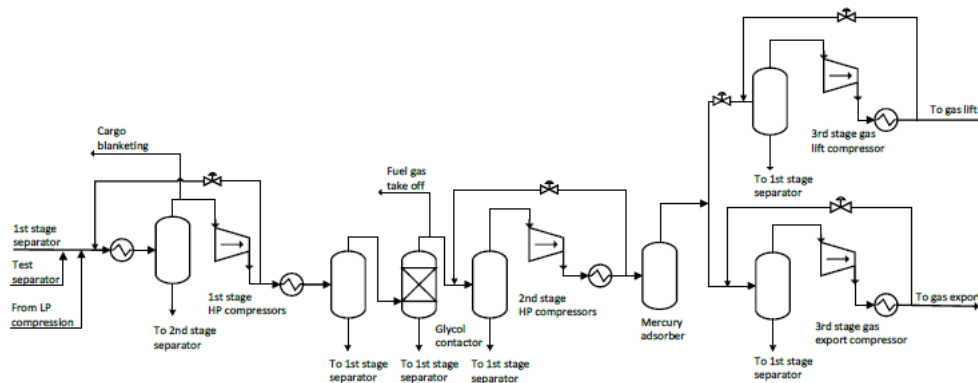 Cargo
blanketing
1st stage
separator
Test
separator
From LP
compression
To 2nd stage
separator
1st stage
HP compressors
To 1st stage
separator
Fuel gas
take off
Glycol
contactor
To 1st stage
separator
To 1st stage
separator
2nd stage
HP compressors
Mercury
adsorber
To 1st stage
separator
3rd stage gas
lift compressor
To gas lift
To 1st stage
separator
3rd stage gas
export compressor
To gas export